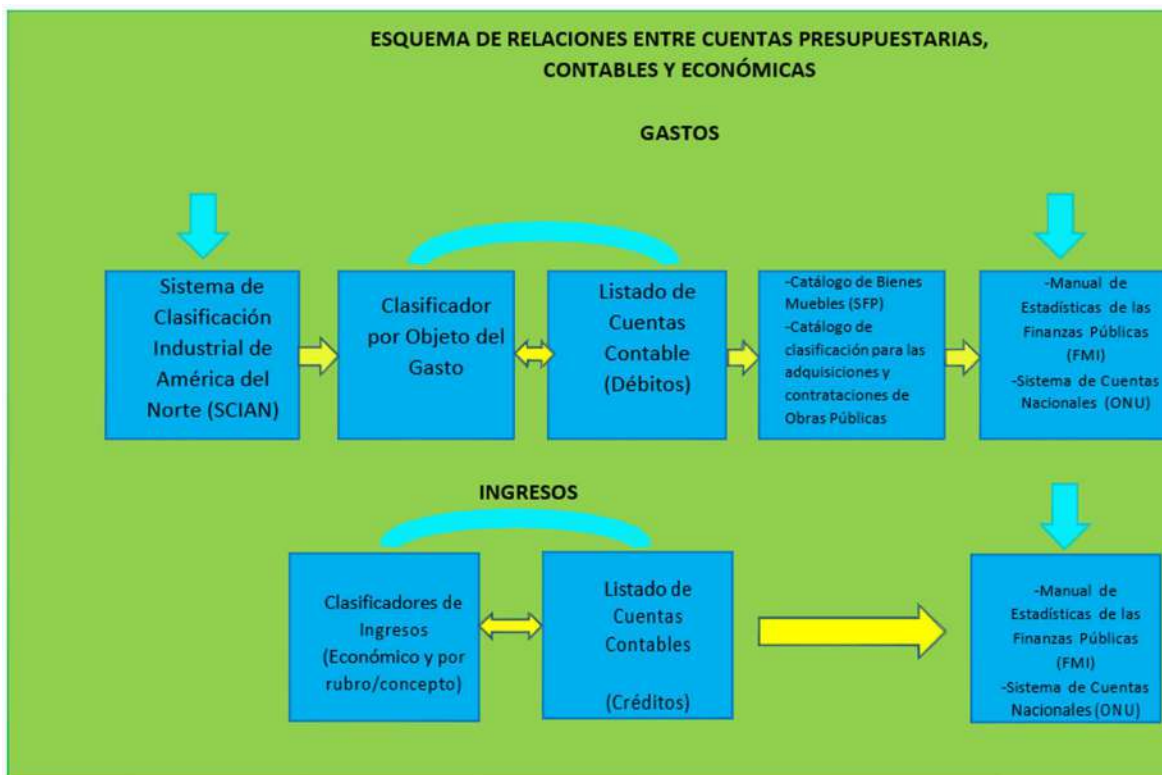 ESQUEMA DE RELACIONES ENTRE CUENTAS PRESUPUESTARIAS,
CONTABLES Y ECONÓMICAS
GASTOS
Sistema de
Clasificación
Industrial de
América del
Norte (SCIAN)
Clasificador
por Objeto del
Gasto
Listado de
Cuentas
Contable
(Débitos)
-Catálogo de Bienes
Muebles (SFP)
-Catálogo de
clasificación para las
adquisiciones y
contrataciones de
Obras Públicas
-Manual de
Estadísticas de las
Finanzas Públicas
(FMI)
-Sistema de Cuentas
Nacionales (ONU)
INGRESOS
Clasificadores de
Ingresos
(Económico y por
rubro/concepto)
Listado de
Cuentas
Contables
(Créditos)
-Manual de
Estadísticas de las
Finanzas Públicas
(FMI)
-Sistema de Cuentas
Nacionales (ONU)